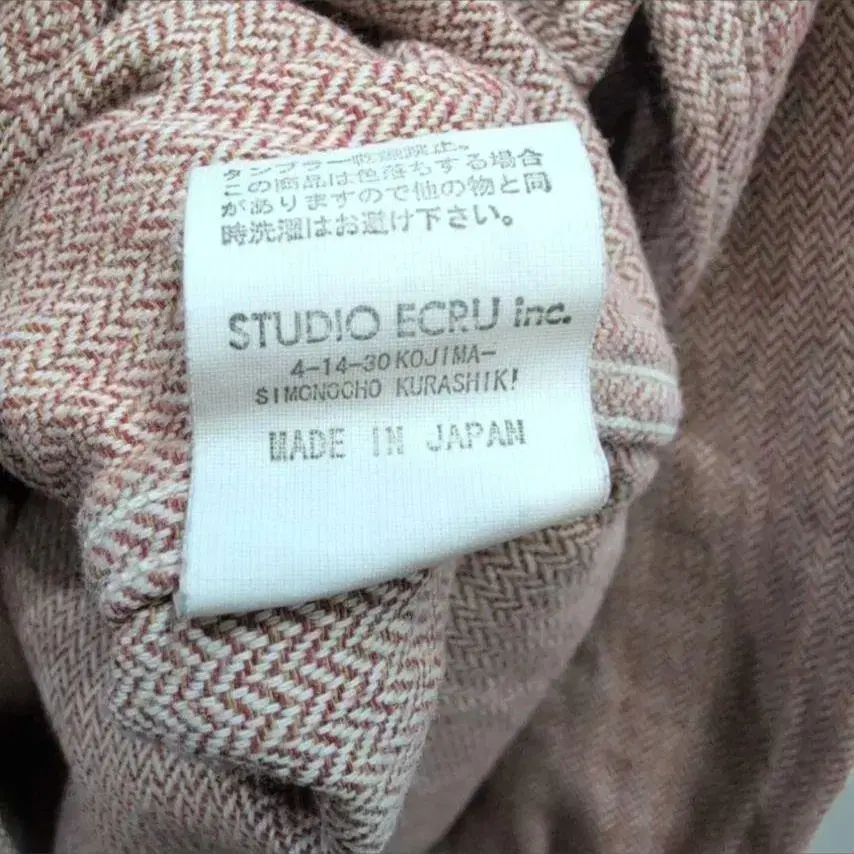 タンブラー乾燥禁止。
この商品は色落ちする場合
がありますので他の物と同
時洗濯はお避け下さい。
STUDIO ECRU inc.
4-14-30 KOJIMA-
SIMONOCHO KURASHIKI
MADE IN JAPAN